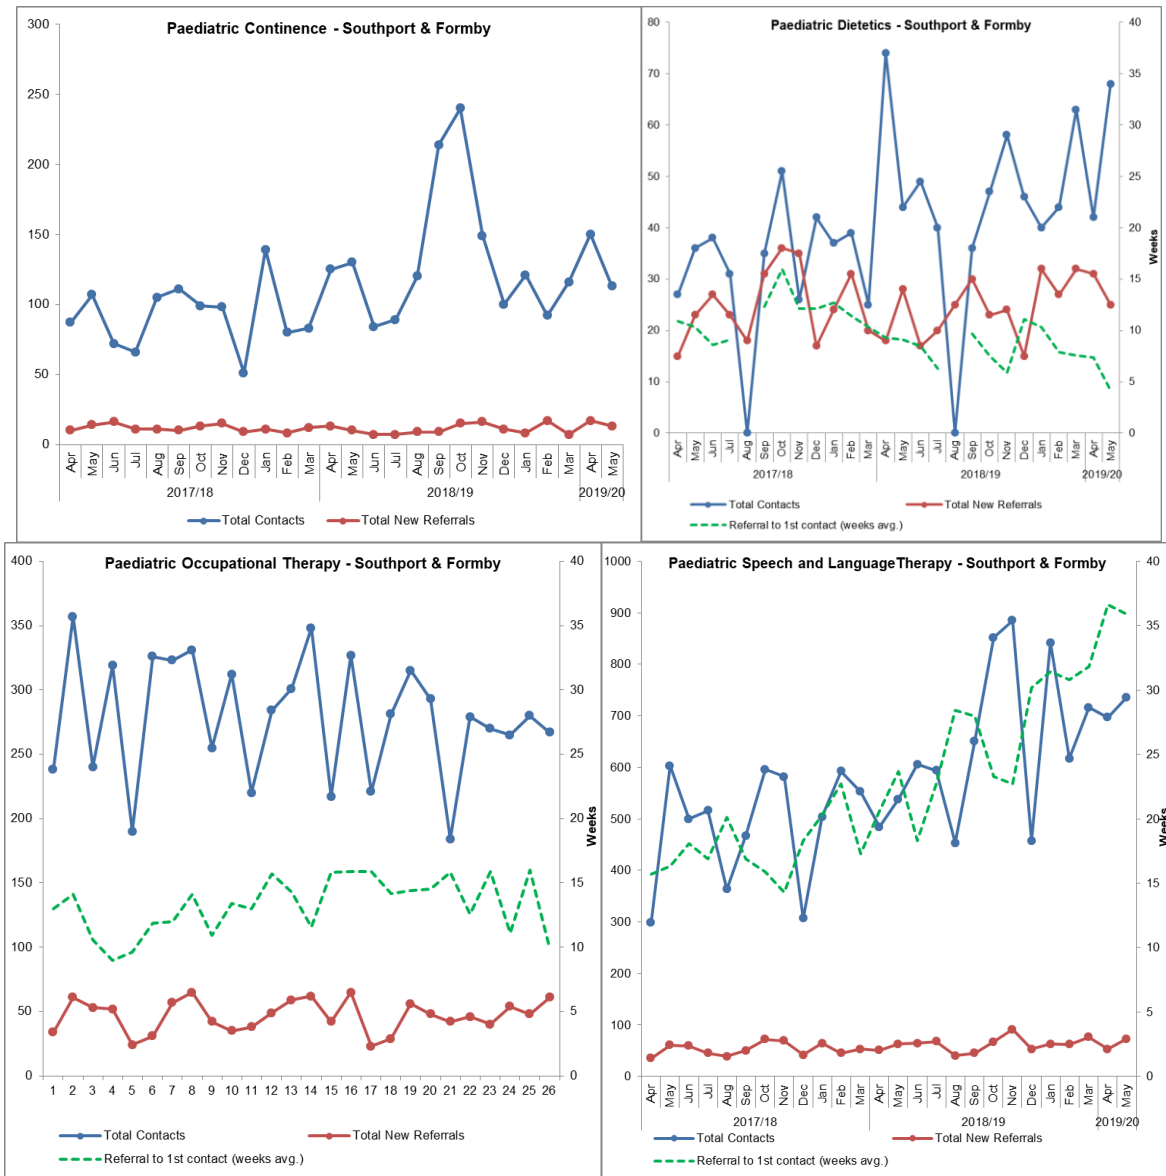 Paediatric Continence - Southport & Formby
300
250
200
150
100
50
0
Apr May Jun Jul Aug Sep Oct Nov Dec Jan Feb Mar Apr May Jun Jul Aug Sep Oct Nov Dec Jan Feb Mar Apr May
2017/18 2018/19 2019/20
Total Contacts Total New Referrals
Paediatric Dietetics - Southport & Formby
80 40
70 35
60 30
50 25
40 20
30 15
20 10
10 5
0 0
Weeks
Apr May Jun Jul Aug Sep Oct Nov Dec Jan Feb Mar Apr May Jun Jul Aug Sep Oct Nov Dec Jan Feb Mar Apr May
2017/18 2018/19 2019/20
Total Contacts Total New Referrals
Referral to 1st contact (weeks avg.)
Paediatric Occupational Therapy - Southport & Formby
400 40
350 35
300 30
250 25
200 20
150 15
100 10
50 5
0 0
Weeks
1 2 3 4 5 6 7 8 9 10 11 12 13 14 15 16 17 18 19 20 21 22 23 24 25 26
Total Contacts Total New Referrals
Referral to 1st contact (weeks avg.)
Paediatric Speech and LanguageTherapy - Southport & Formby
1000 40
900 35
800 30
700 25
600 20
500 15
400 10
300 5
200 0
100
0
Weeks
Apr May Jun Jul Aug Sep Oct Nov Dec Jan Feb Mar Apr May Jun Jul Aug Sep Oct Nov Dec Jan Feb Mar Apr May
2017/18 2018/19 2019/20
Total Contacts Total New Referrals
Referral to 1st contact (weeks avg.)